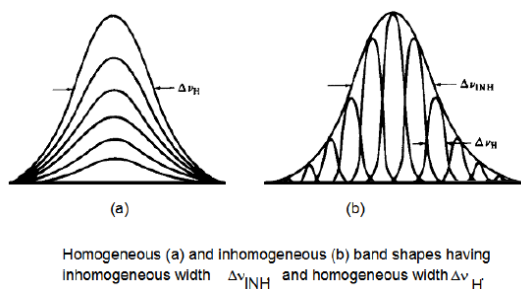 Δν_H
Δν_INH
Δν_H
(a)
(b)
Homogeneous (a) and inhomogeneous (b) band shapes having
inhomogeneous width Δν_INH and homogeneous width Δν_H.